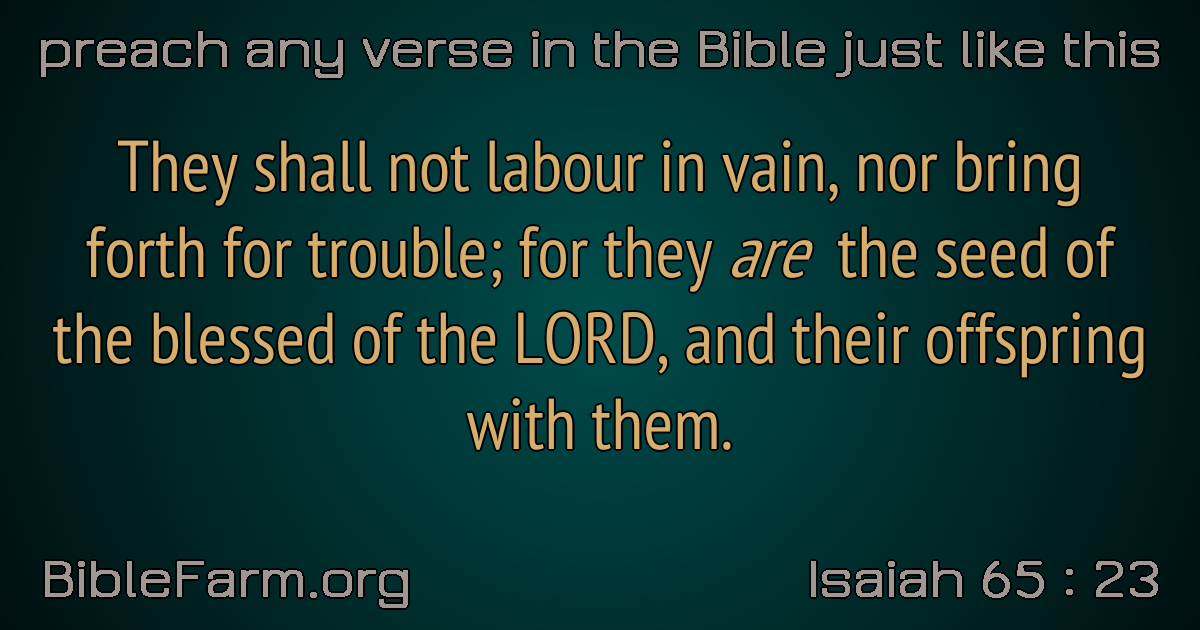 preach any verse in the Bible just like this
They shall not labour in vain, nor bring
forth for trouble; for they are the seed of
the blessed of the LORD, and their offspring
with them.
BibleFarm.org
Isaiah 65 : 23